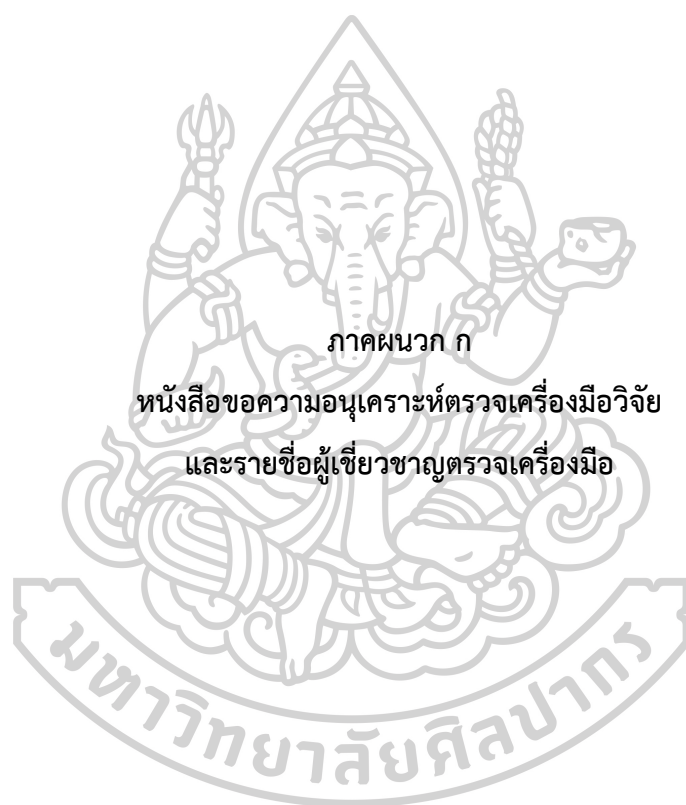 ภาคผนวก ก
หนังสือขอความอนุเคราะห์ตรวจเครื่องมือวิจัย
และรายชื่อผู้เชี่ยวชาญตรวจเครื่องมือ
มหาวิทยาลัยศิลปากร